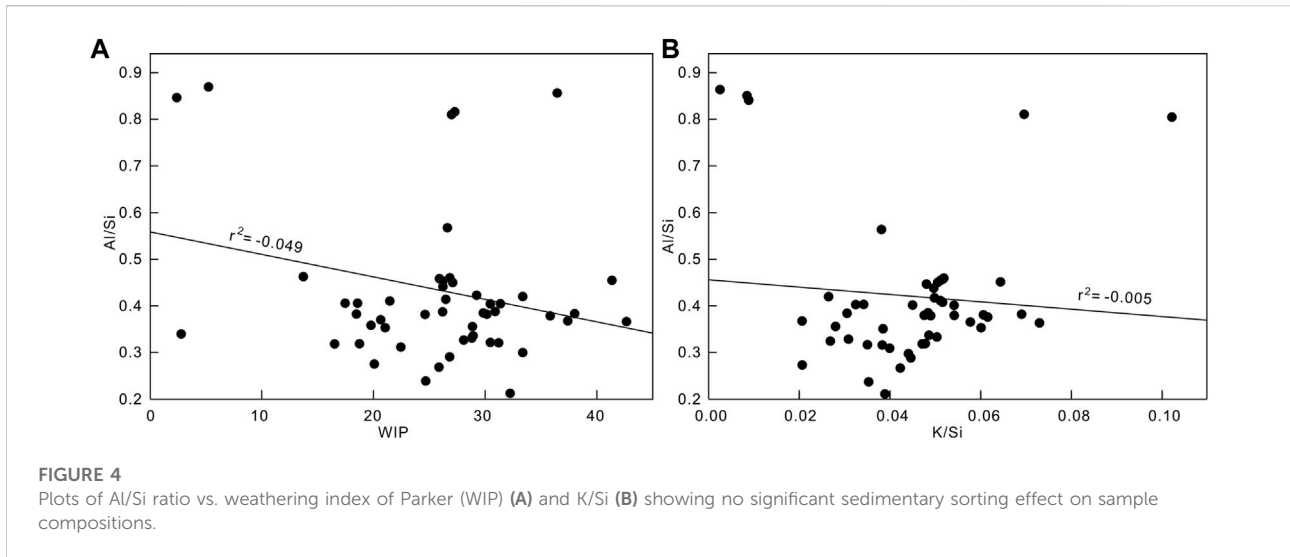 A
0.9
0.8
0.7
0.6
0.5
0.4
0.3
0.2
Al/Si
r²= -0.049
0 10 20 30 40
WIP
B
0.9
0.8
0.7
0.6
0.5
0.4
0.3
0.2
Al/Si
r²= -0.005
0.00 0.02 0.04 0.06 0.08 0.10
K/Si
FIGURE 4
Plots of Al/Si ratio vs. weathering index of Parker (WIP) (A) and K/Si (B) showing no significant sedimentary sorting effect on sample
compositions.